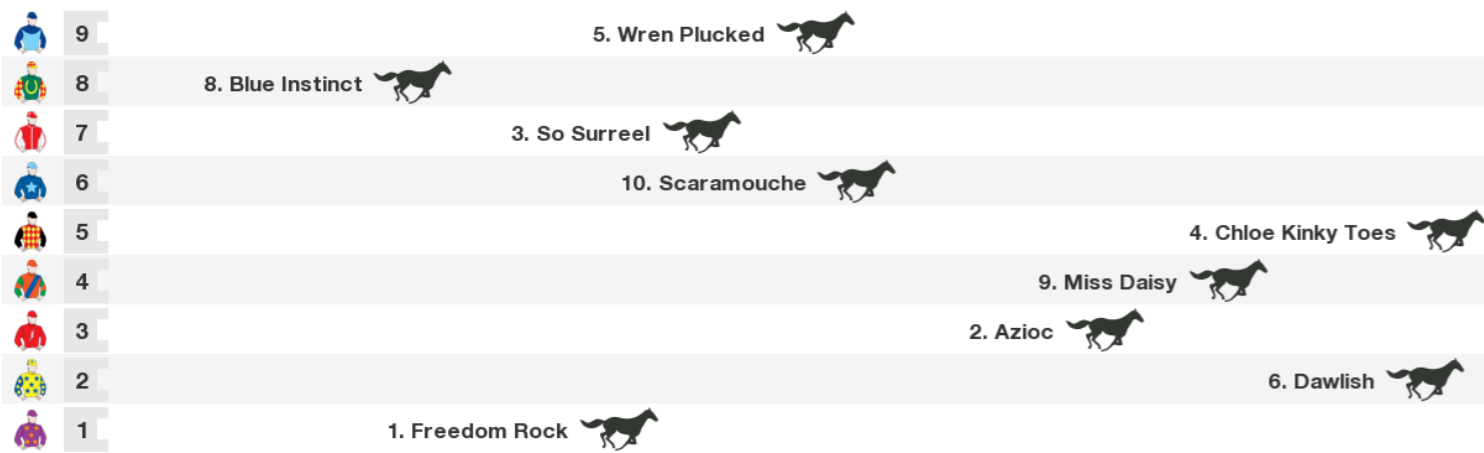 9 5. Wren Plucked
8 8. Blue Instinct
7 3. So Surreel
6 10. Scaramouche
5 4. Chloe Kinky Toes
4 9. Miss Daisy
3 2. Azioc
2 6. Dawlish
1 1. Freedom Rock